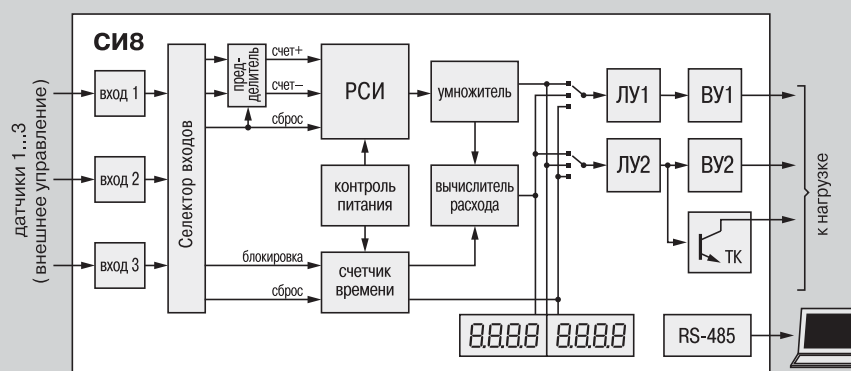 СИ8
датчики 1...3
(внешнее управление)
вход 1
вход 2
вход 3
Селектор входов
пред-
делитель
счет+
счет–
сброс
РСИ
умножитель
контроль
питания
вычислитель
расхода
блокировка
сброс
счетчик
времени
ЛУ1
ВУ1
ЛУ2
ВУ2
ТК
к нагрузке
8.8.8.8 8.8.8.8
RS-485